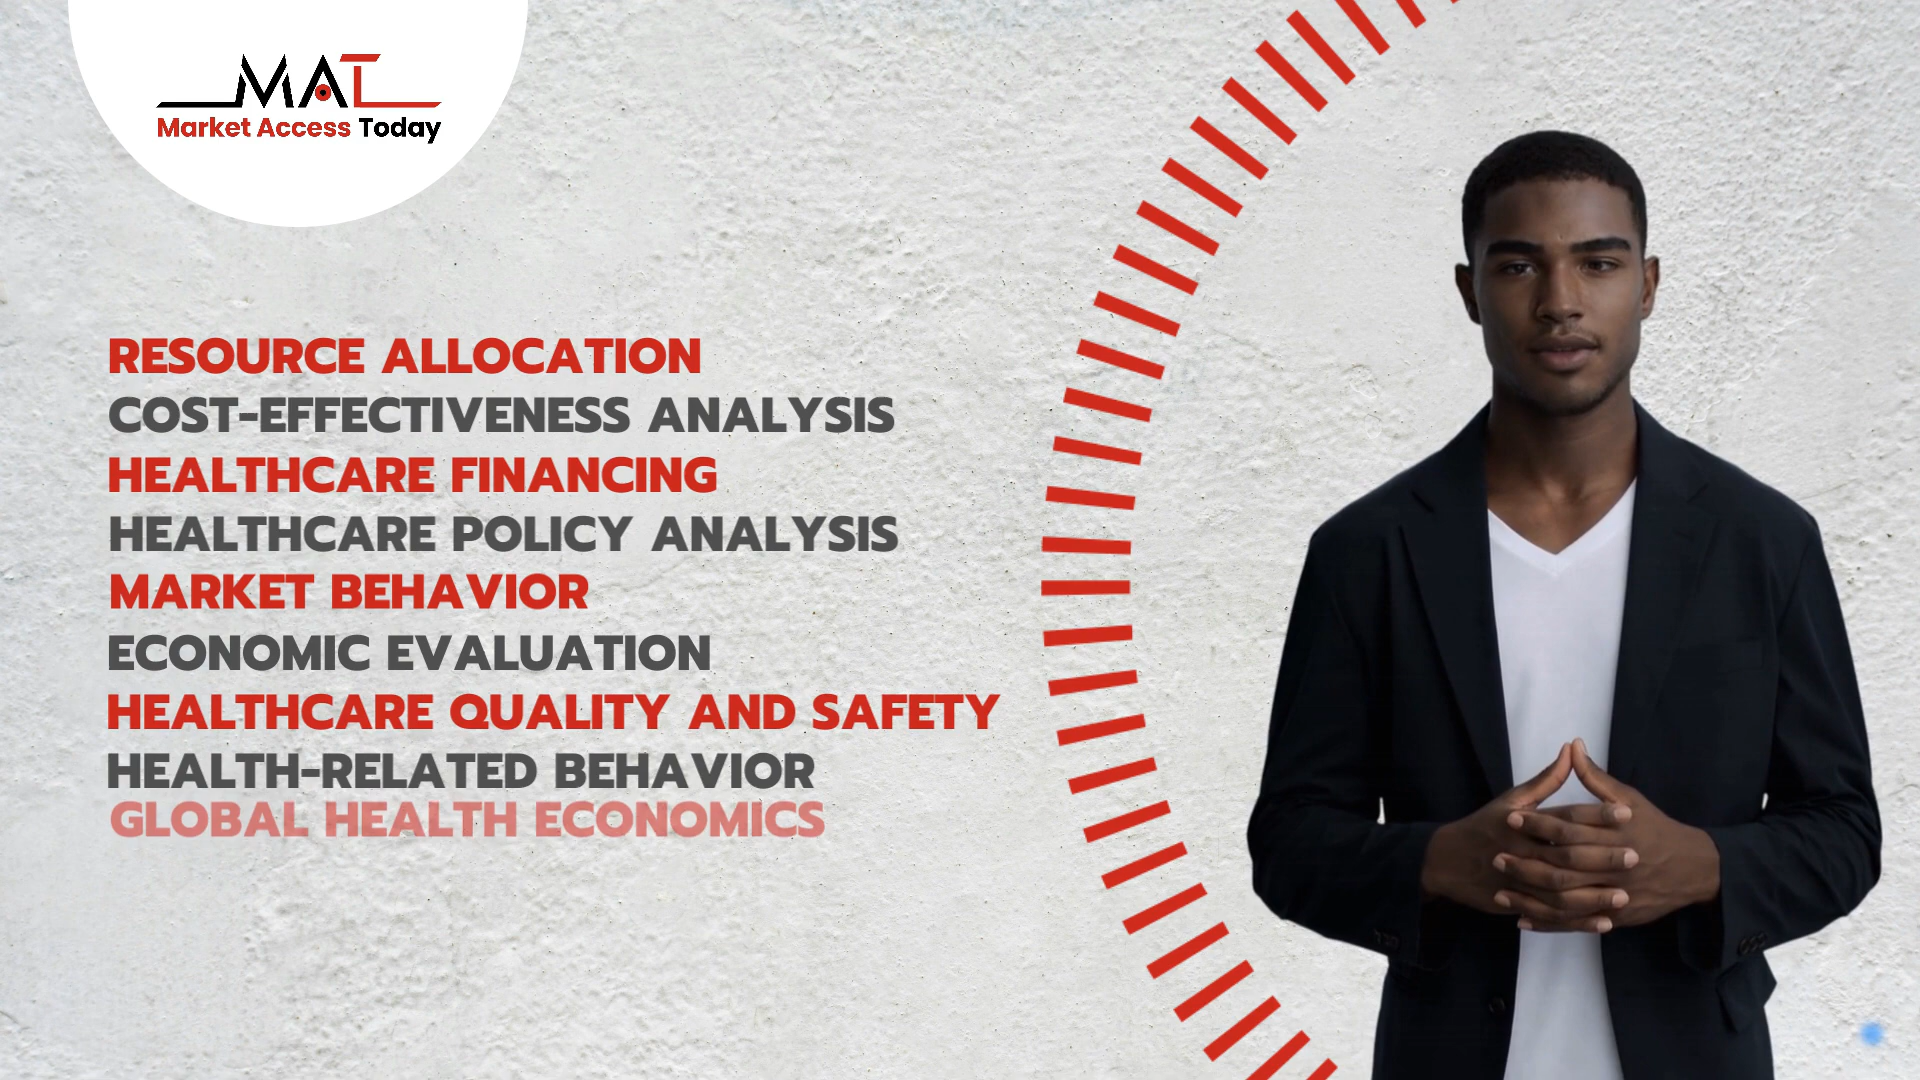 MAT
Market Access Today
RESOURCE ALLOCATION
COST-EFFECTIVENESS ANALYSIS
HEALTHCARE FINANCING
HEALTHCARE POLICY ANALYSIS
MARKET BEHAVIOR
ECONOMIC EVALUATION
HEALTHCARE QUALITY AND SAFETY
HEALTH-RELATED BEHAVIOR
GLOBAL HEALTH ECONOMICS